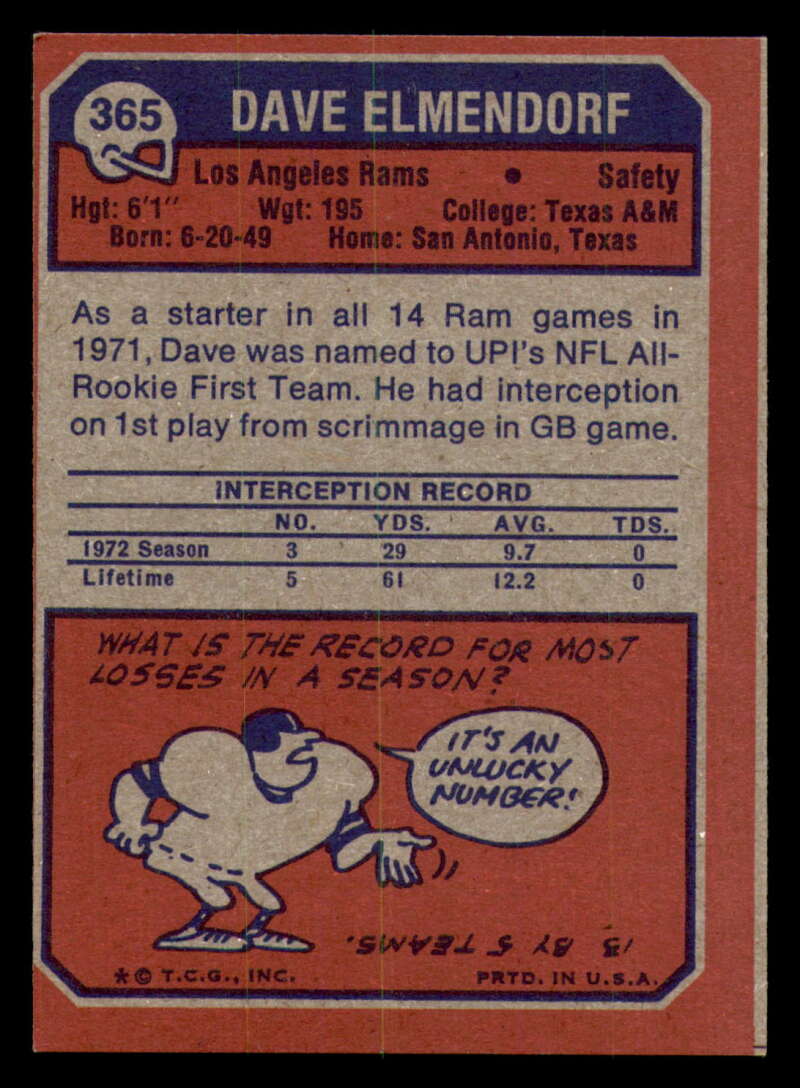 365
DAVE ELMENDORF
Los Angeles Rams • Safety
Hgt: 6'1" Wgt: 195 College: Texas A&M
Born: 6-20-49 Home: San Antonio, Texas
As a starter in all 14 Ram games in
1971, Dave was named to UPI's NFL All-
Rookie First Team. He had interception
on 1st play from scrimmage in GB game.
INTERCEPTION RECORD
NO. YDS. AVG. TDS.
1972 Season 3 29 9.7 0
Lifetime 5 61 12.2 0
WHAT IS THE RECORD FOR MOST
LOSSES IN A SEASON?
IT'S AN
UNLUCKY
NUMBER!
13 BY 5 TEAMS.
*© T.C.G., INC. PRTD. IN U.S.A.